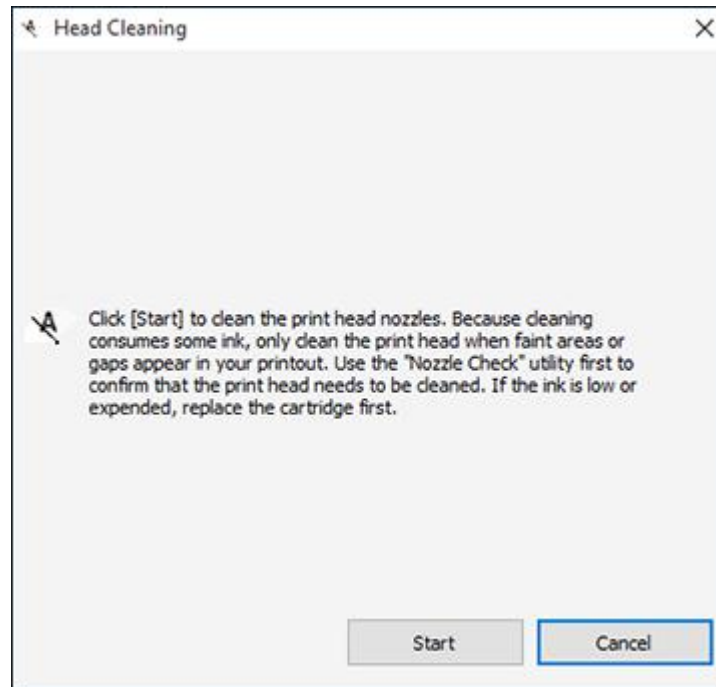 Head Cleaning
Click [Start] to clean the print head nozzles. Because cleaning
consumes some ink, only clean the print head when faint areas or
gaps appear in your printout. Use the "Nozzle Check" utility first to
confirm that the print head needs to be cleaned. If the ink is low or
expended, replace the cartridge first.
Start
Cancel